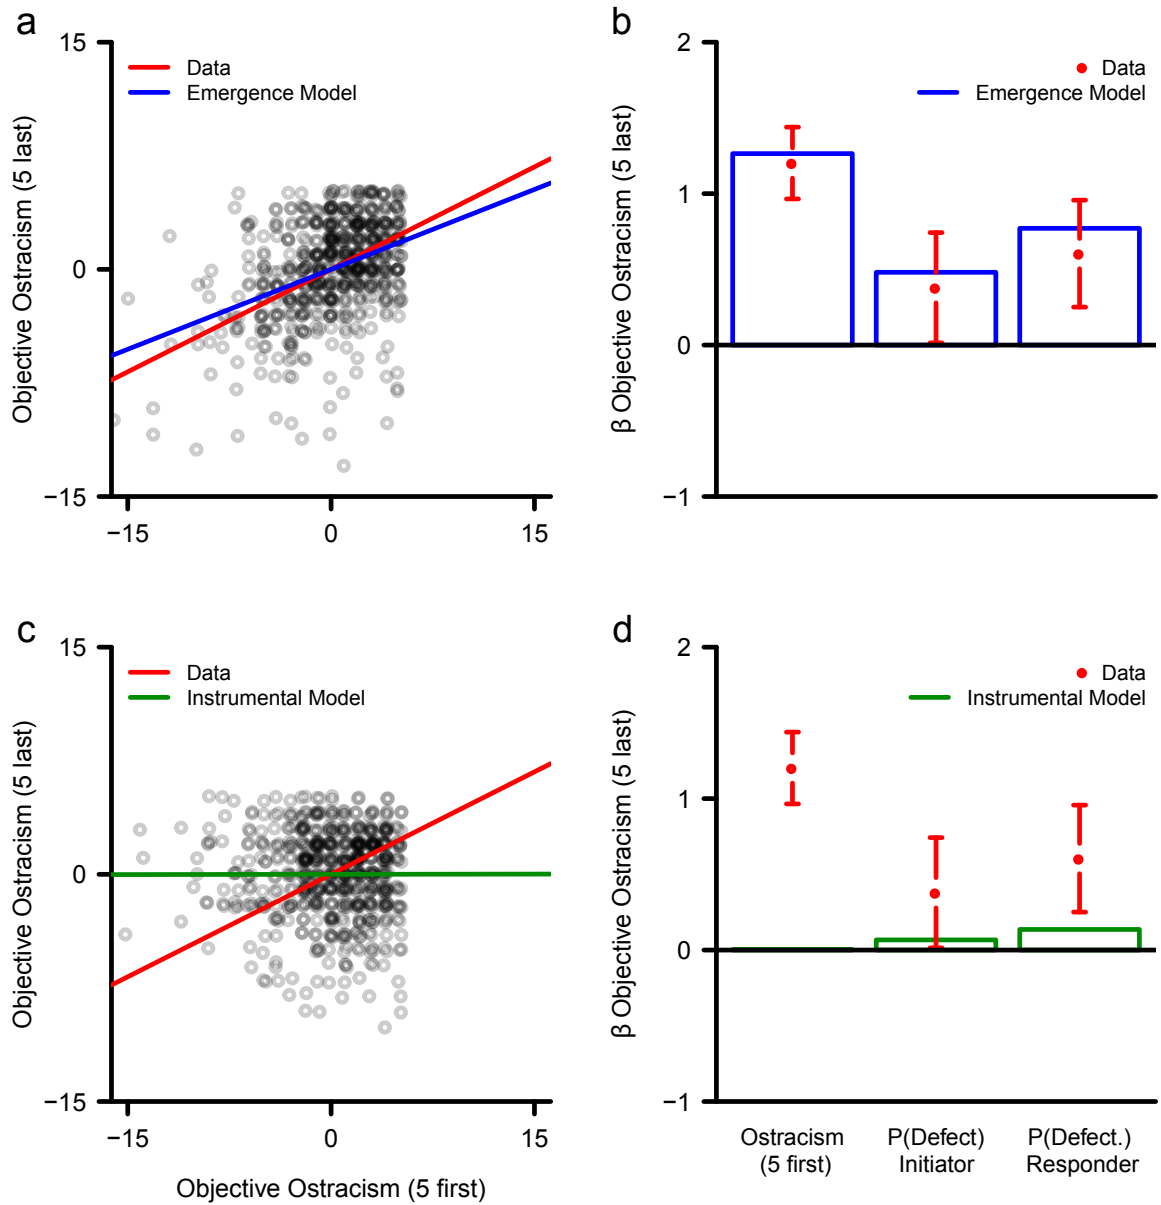 a
15
0
−15
Objective Ostracism (5 last)
Data
Emergence Model
−15
0
15
b
2
1
0
−1
β Objective Ostracism (5 last)
Data
Emergence Model
c
15
0
−15
Objective Ostracism (5 last)
Data
Instrumental Model
−15
0
15
Objective Ostracism (5 first)
d
2
1
0
−1
β Objective Ostracism (5 last)
Data
Instrumental Model
Ostracism
(5 first)
P(Defect)
Initiator
P(Defect.)
Responder